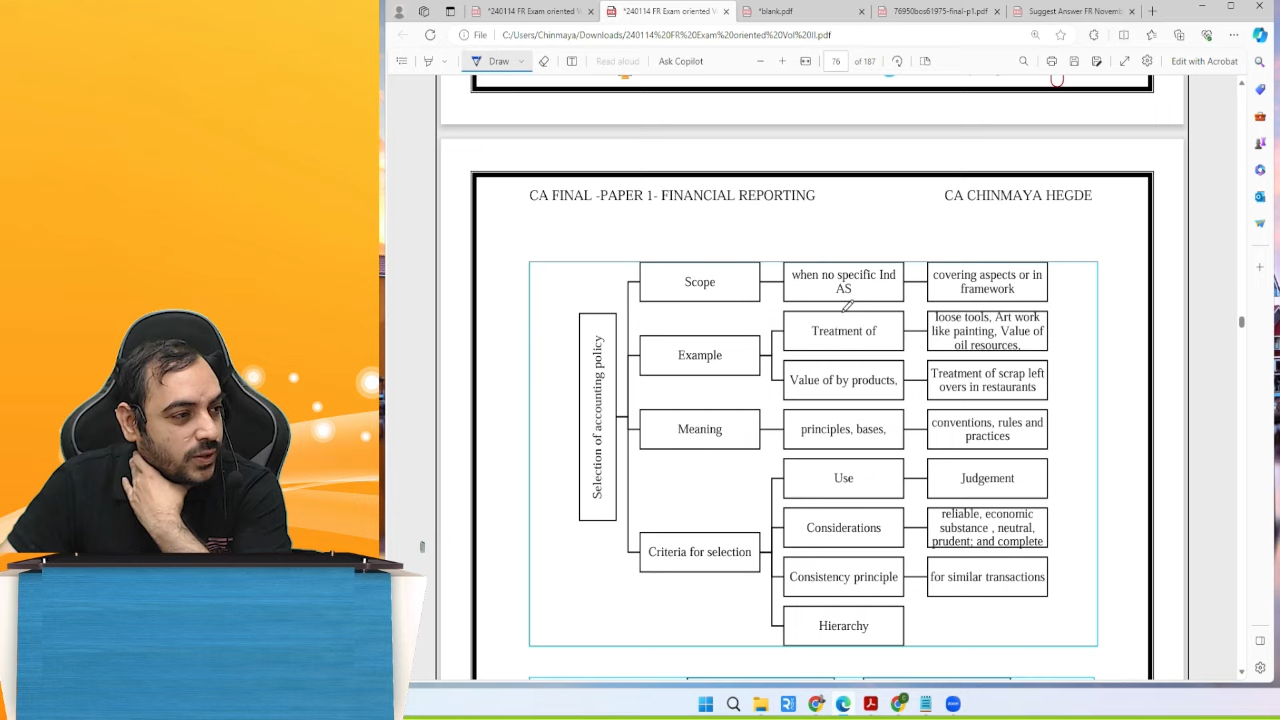 *240114 FR Exam oriented V
*240114 FR Exam oriented V
*blank.pdf
76950bos61975-final-p1.pdf
Suggest Answer FR Novemb
File
C:/Users/Chinmaya/Downloads/240114%20FR%20Exam%20oriented%20Vol%20II.pdf
Draw
Read aloud
Ask Copilot
76
of 187
Edit with Acrobat
CA FINAL -PAPER 1- FINANCIAL REPORTING
CA CHINMAYA HEGDE
Selection of accounting policy
Scope
when no specific Ind
AS
covering aspects or in
framework
Example
Treatment of
loose tools, Art work
like painting, Value of
oil resources,
Value of by products,
Treatment of scrap left
overs in restaurants
Meaning
principles, bases,
conventions, rules and
practices
Criteria for selection
Use
Judgement
Considerations
reliable, economic
substance , neutral,
prudent; and complete
Consistency principle
for similar transactions
Hierarchy